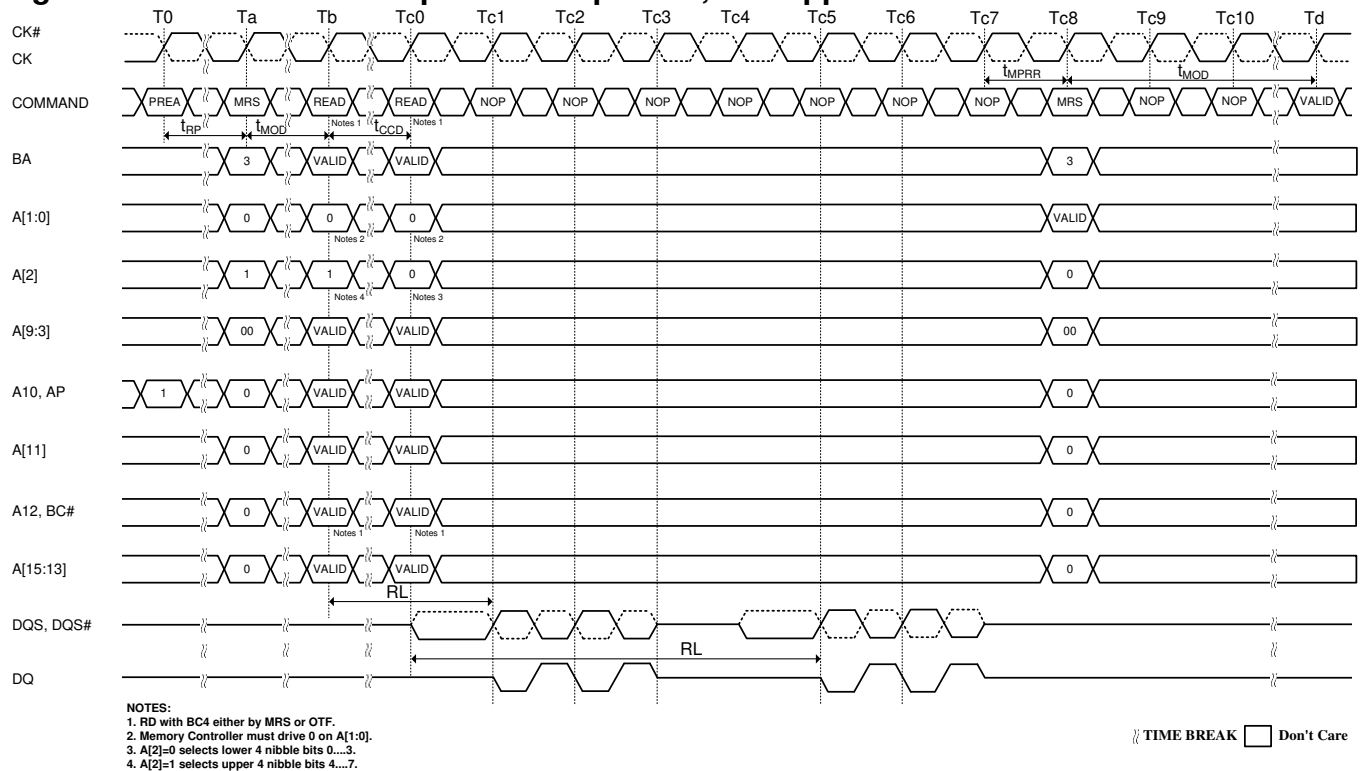 T0 Ta Tb Tc0 Tc1 Tc2 Tc3 Tc4 Tc5 Tc6 Tc7 Tc8 Tc9 Tc10 Td
CK#
CK
tMPRR tMOD
COMMAND PREA MRS READ READ NOP NOP NOP NOP NOP NOP NOP MRS NOP NOP VALID
Notes 1 Notes 1
tRP tMOD tCCD
BA 3 VALID VALID 3
A[1:0] 0 0 0 VALID
Notes 2 Notes 2
A[2] 1 1 0 0
Notes 4 Notes 3
A[9:3] 00 VALID VALID 00
A10, AP 1 0 VALID VALID 0
A[11] 0 VALID VALID 0
A12, BC# 0 VALID VALID 0
Notes 1 Notes 1
A[15:13] 0 VALID VALID 0
RL
DQS, DQS#
RL
DQ
NOTES:
1. RD with BC4 either by MRS or OTF.
2. Memory Controller must drive 0 on A[1:0].
3. A[2]=0 selects lower 4 nibble bits 0....3.
4. A[2]=1 selects upper 4 nibble bits 4....7.
TIME BREAK Don't Care